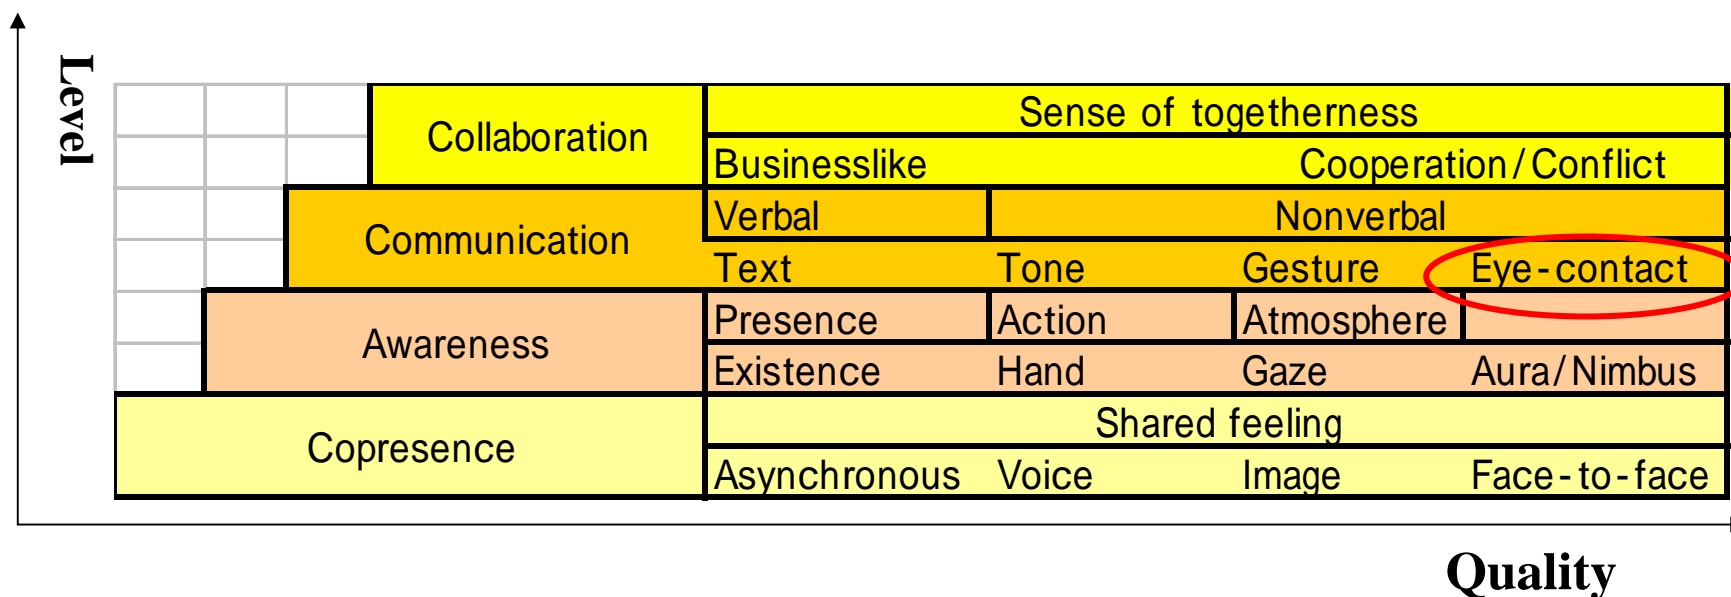 Level
Collaboration
Sense of togetherness
Businesslike Cooperation/Conflict
Communication
Verbal Nonverbal
Text Tone Gesture Eye-contact
Awareness
Presence Action Atmosphere
Existence Hand Gaze Aura/Nimbus
Copresence
Shared feeling
Asynchronous Voice Image Face-to-face
Quality